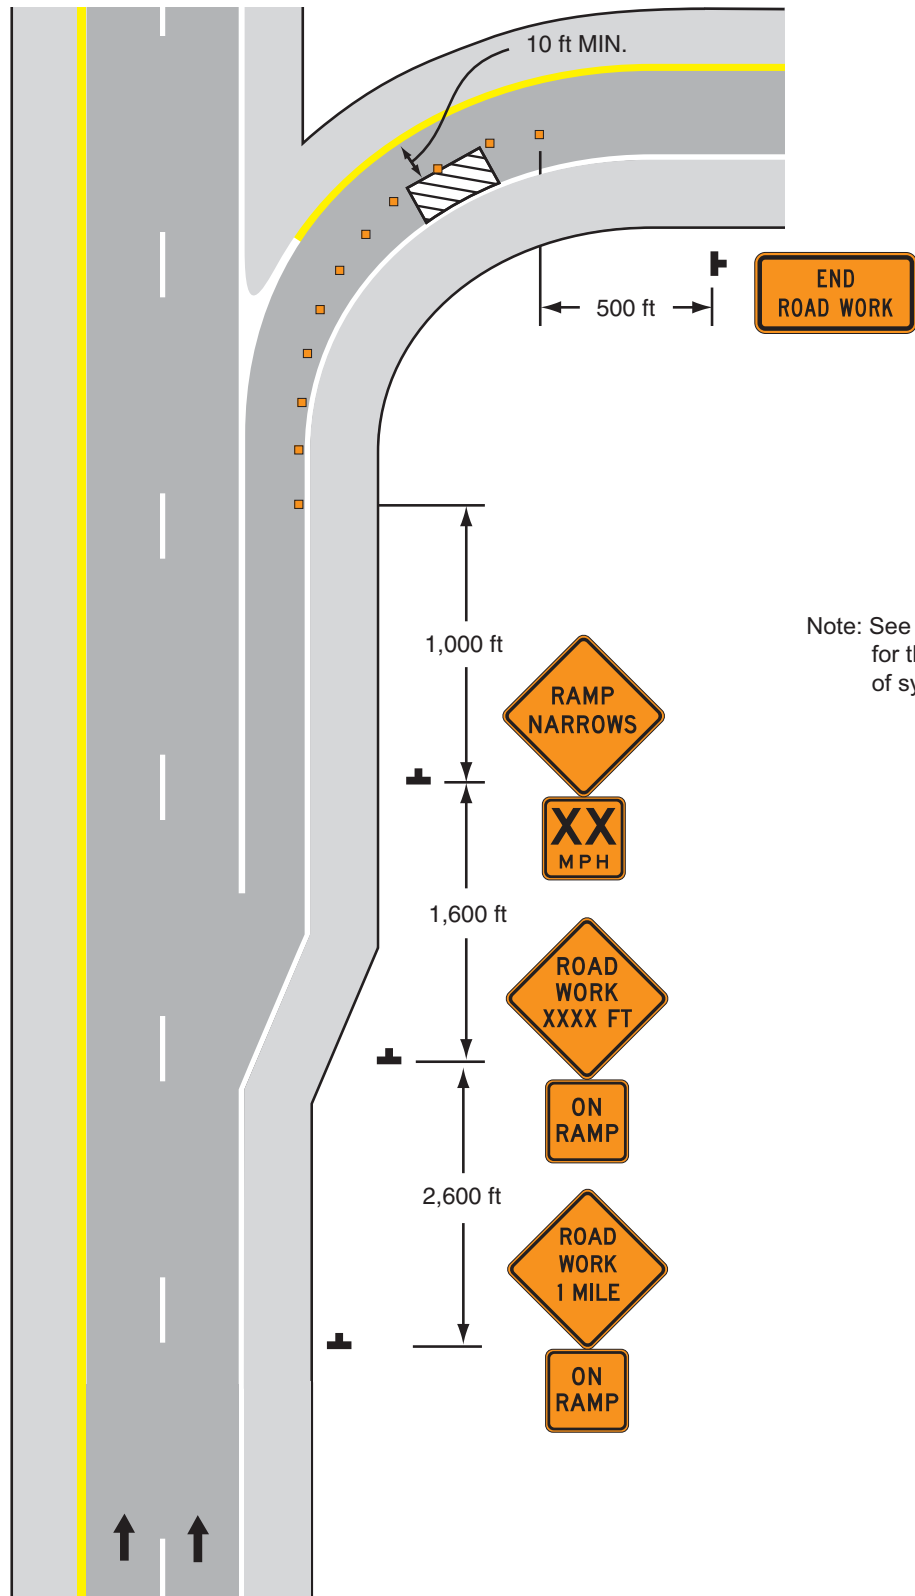 10 ft MIN.
END
ROAD WORK
500 ft
Note: See
for
of
1,000 ft
RAMP
NARROWS
XX
MPH
1,600 ft
ROAD
WORK
XXXX FT
ON
RAMP
2,600 ft
ROAD
WORK
1 MILE
ON
RAMP